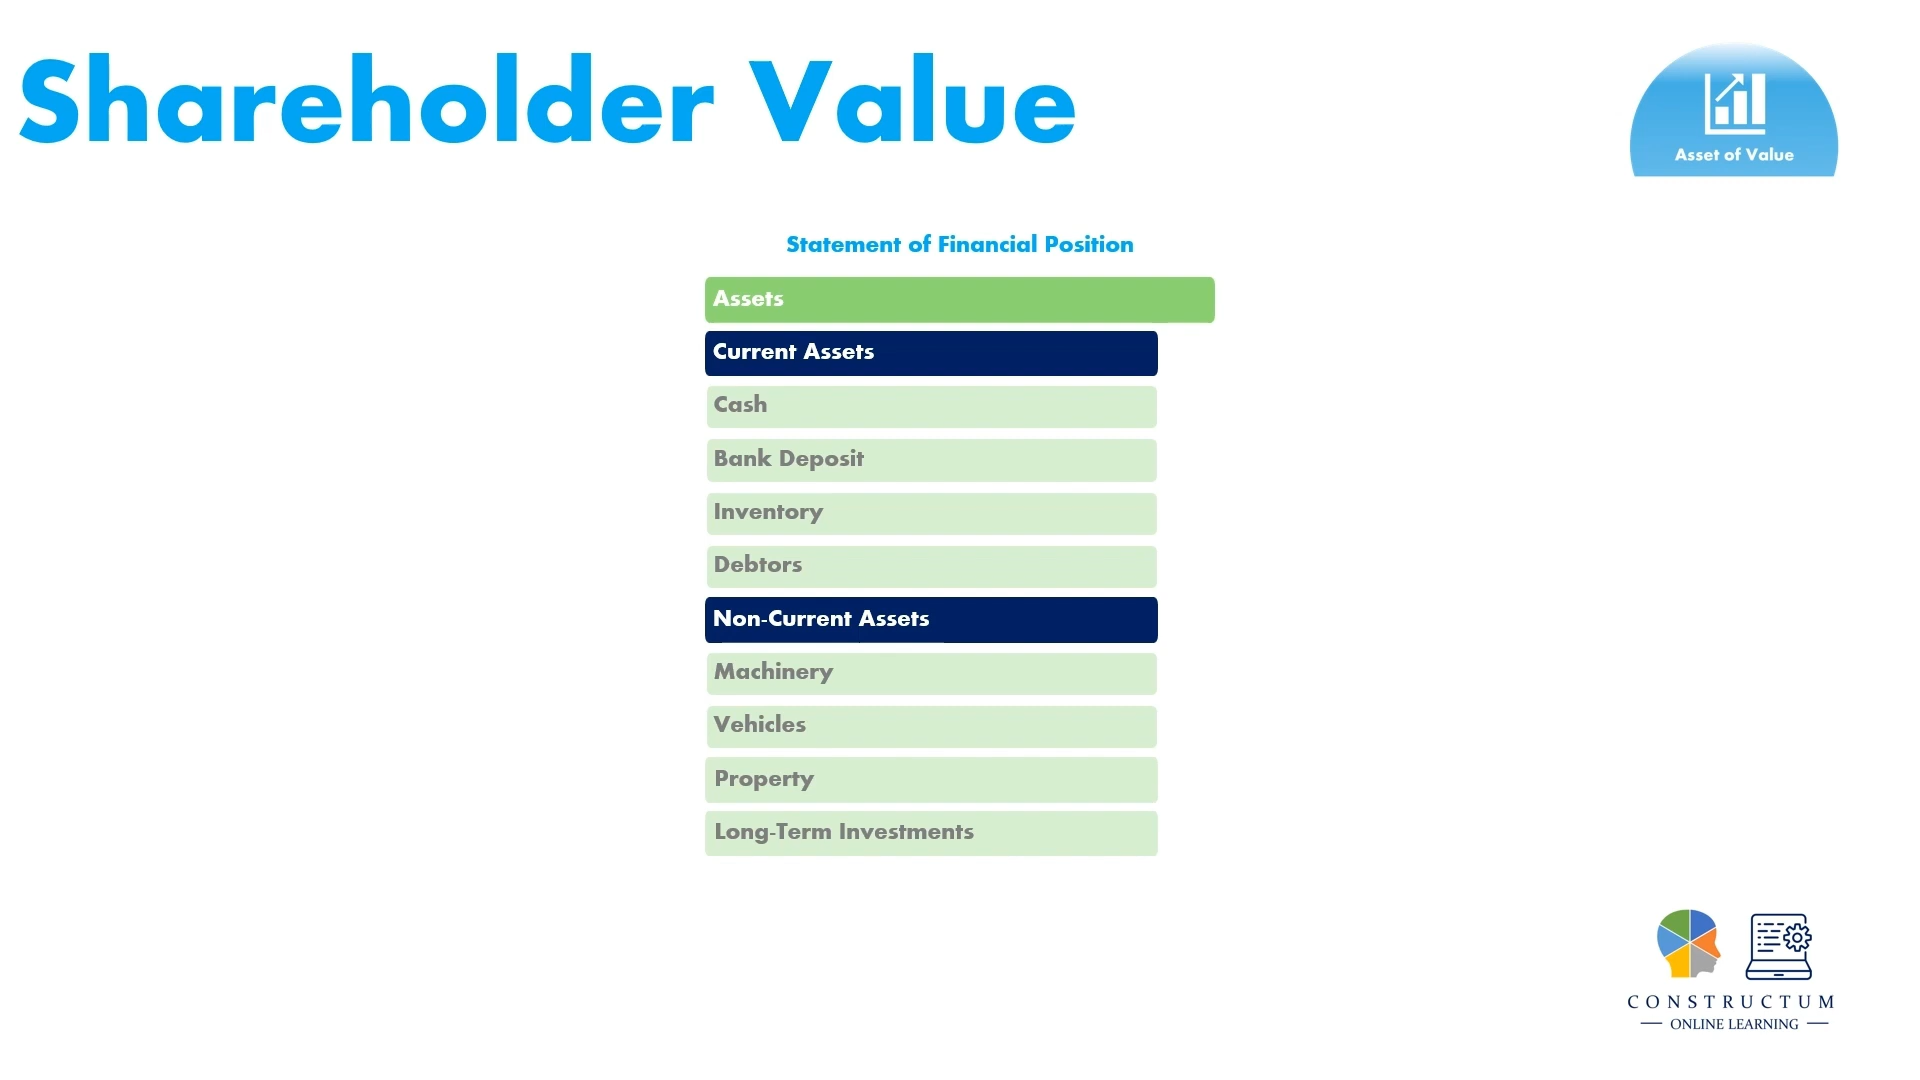 Shareholder Value
Asset of Value
Statement of Financial Position
Assets
Current Assets
Cash
Bank Deposit
Inventory
Debtors
Non-Current Assets
Machinery
Vehicles
Property
Long-Term Investments
CONSTRUCTUM
ONLINE LEARNING